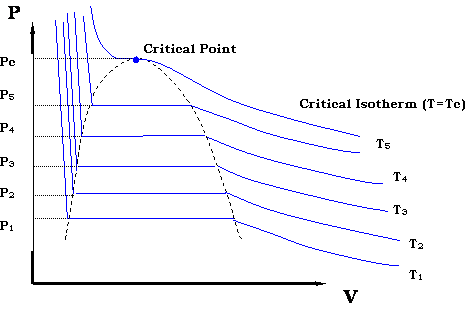 P
Critical Point
Pc
P5
Critical Isotherm (T=Tc)
P4
T5
P3
T4
P2
T3
P1
T2
T1
V